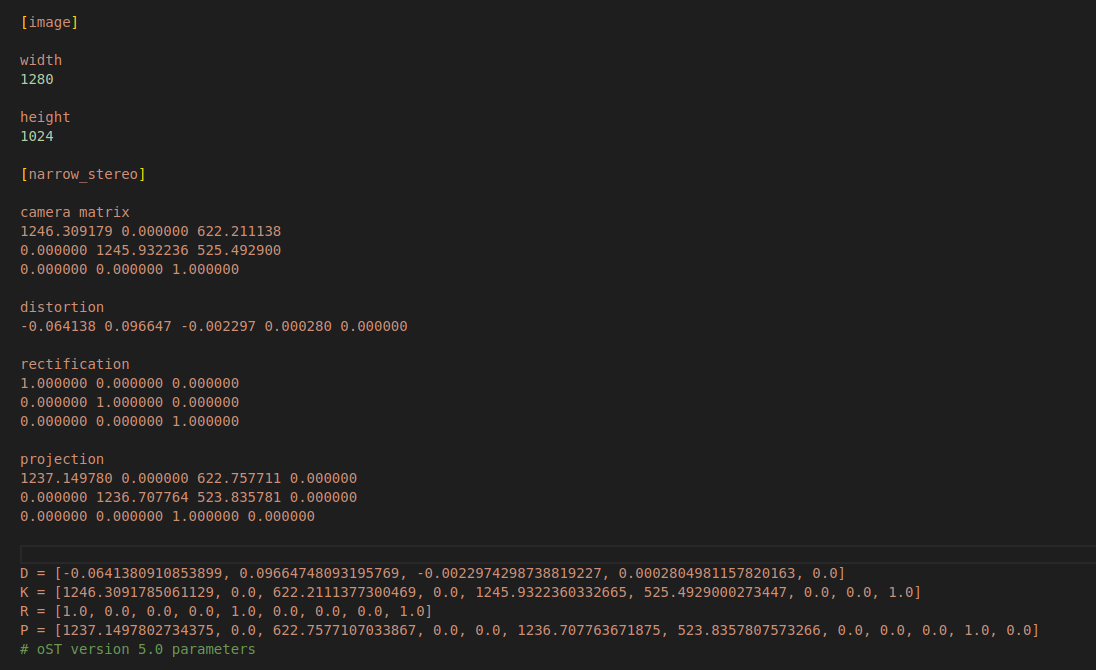 [image]
width
1280
height
1024
[narrow_stereo]
camera matrix
1246.309179 0.000000 622.211138
0.000000 1245.932236 525.492900
0.000000 0.000000 1.000000
distortion
-0.064138 0.096647 -0.002297 0.000280 0.000000
rectification
1.000000 0.000000 0.000000
0.000000 1.000000 0.000000
0.000000 0.000000 1.000000
projection
1237.149780 0.000000 622.757711 0.000000
0.000000 1236.707764 523.835781 0.000000
0.000000 0.000000 1.000000 0.000000
D = [-0.0641380910853899, 0.09664748093195769, -0.0022974298738819227, 0.0002804981157820163, 0.0]
K = [1246.3091785061129, 0.0, 622.2111377300469, 0.0, 1245.9322360332665, 525.4929000273447, 0.0, 0.0, 1.0]
R = [1.0, 0.0, 0.0, 0.0, 1.0, 0.0, 0.0, 0.0, 1.0]
P = [1237.1497802734375, 0.0, 622.7577107033867, 0.0, 0.0, 1236.707763671875, 523.8357807573266, 0.0, 0.0, 0.0, 1.0, 0.0]
# oST version 5.0 parameters